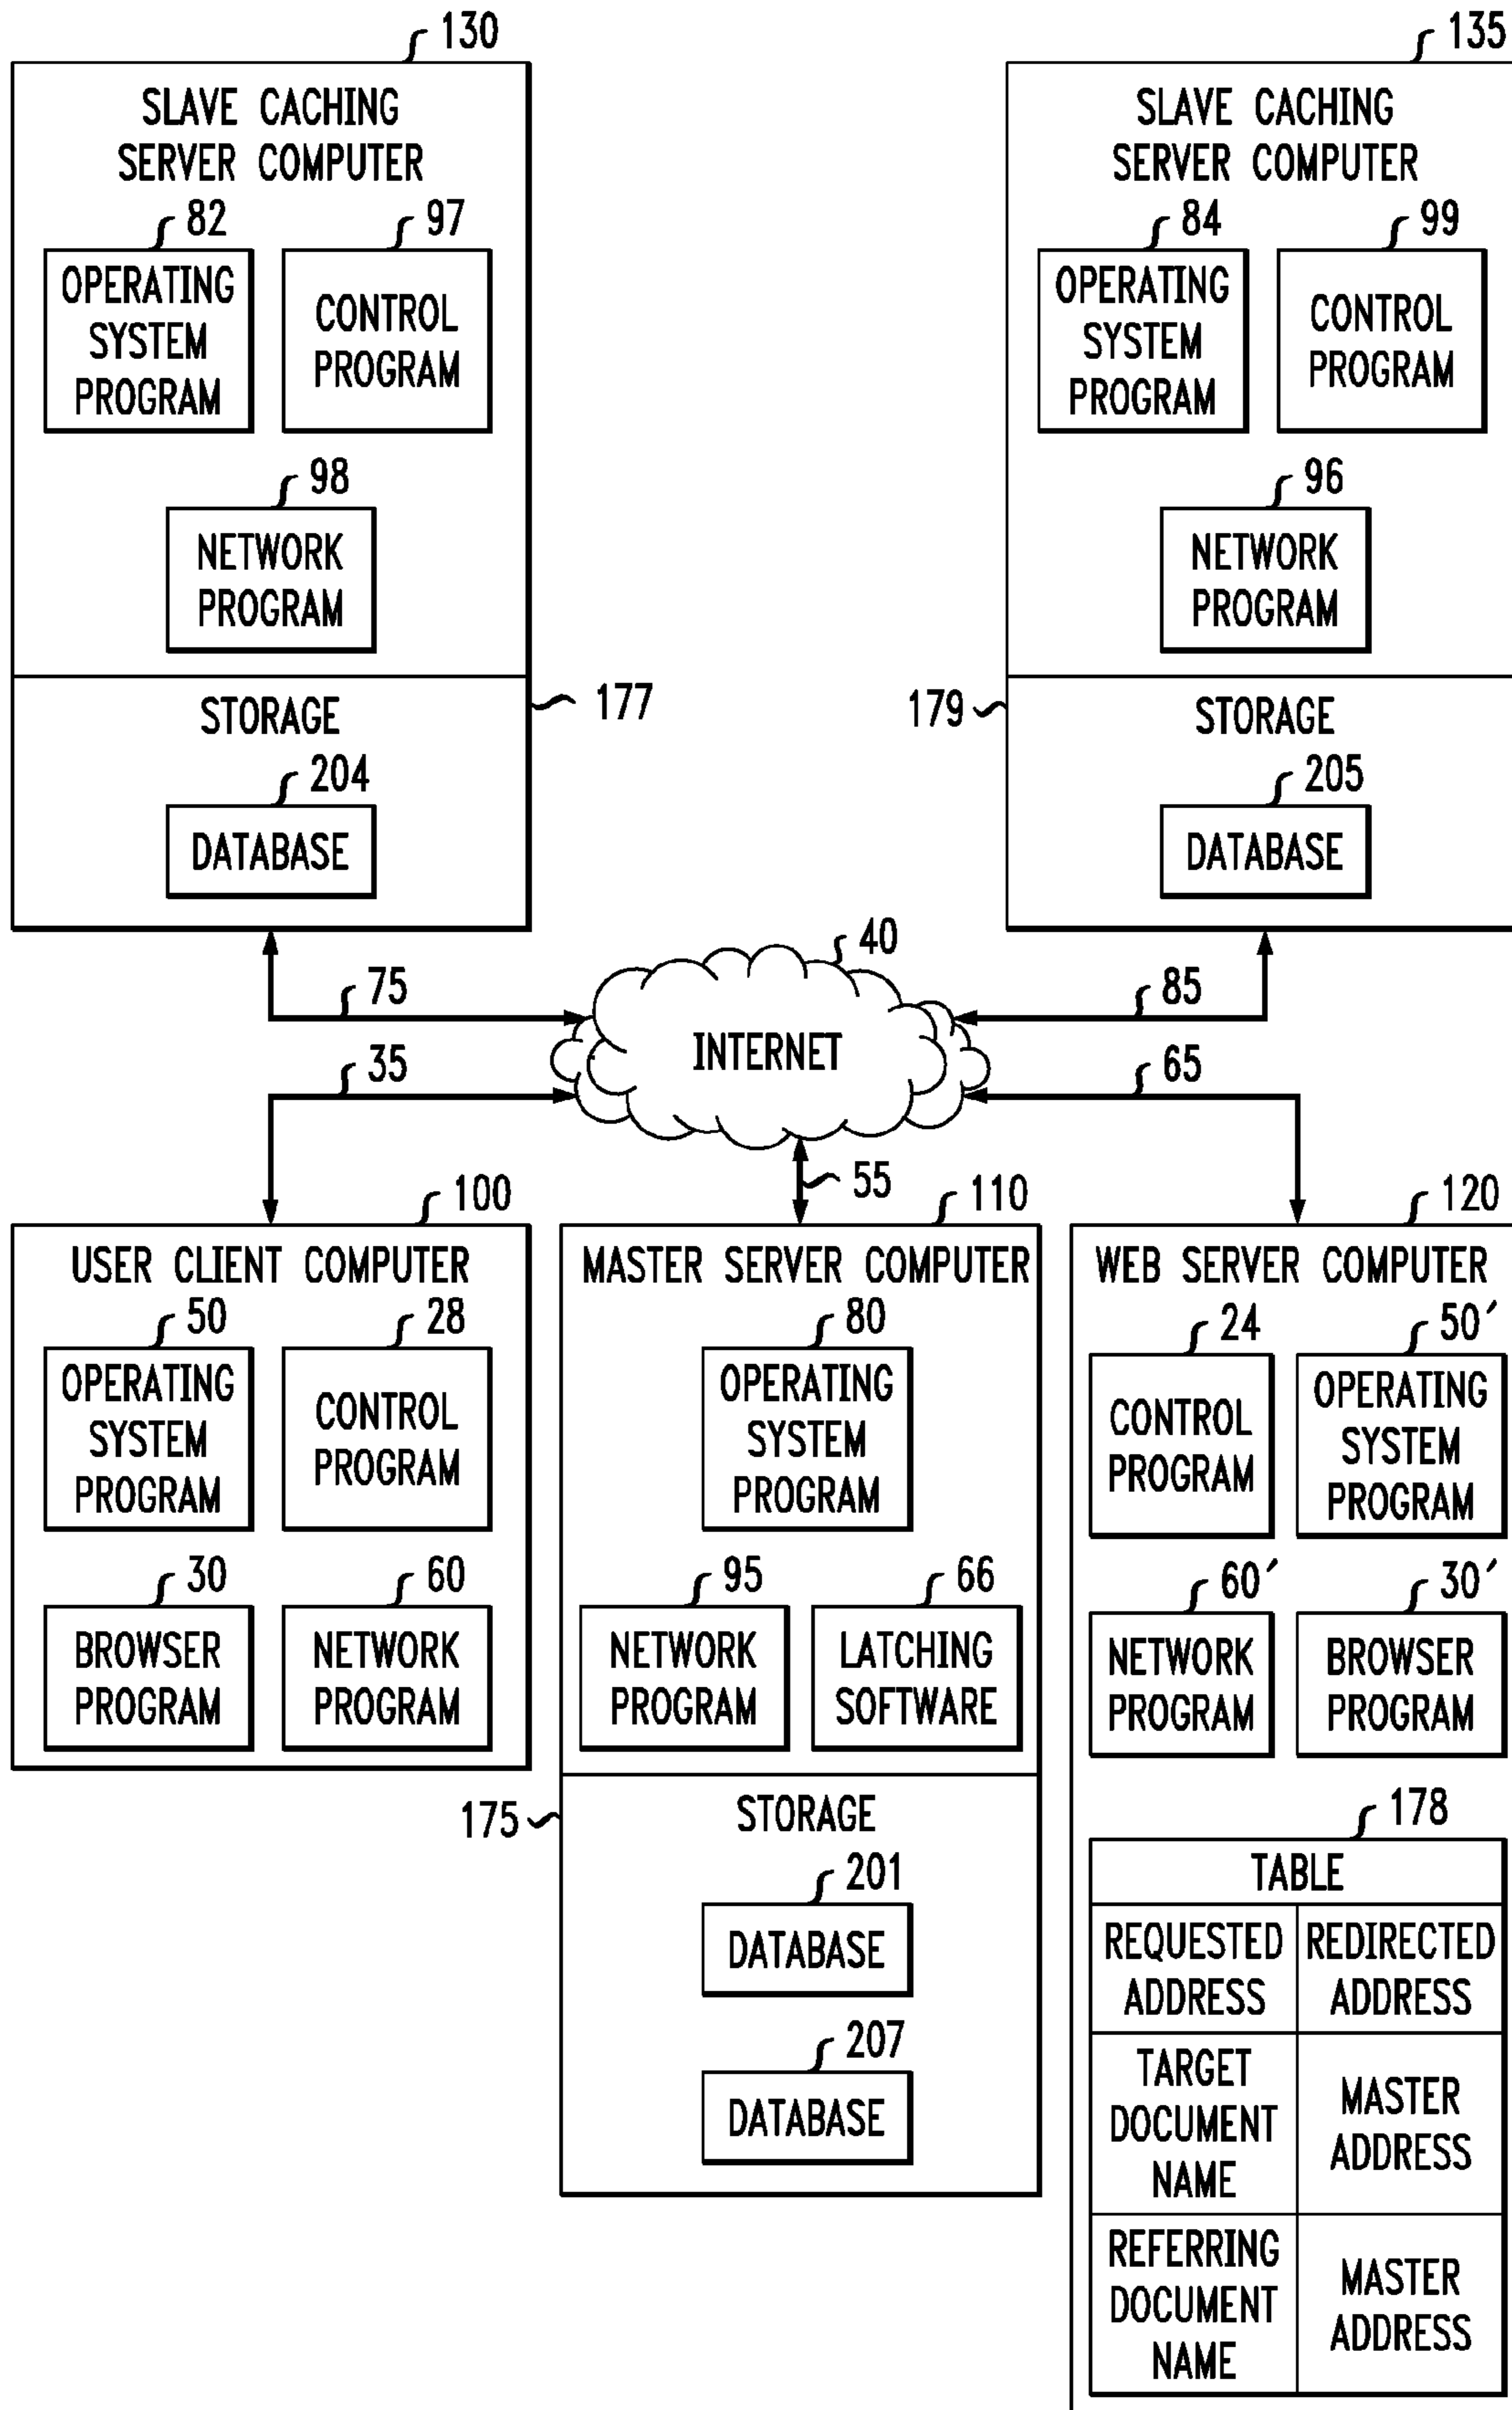 130
SLAVE CACHING
SERVER COMPUTER
82
OPERATING
SYSTEM
PROGRAM
97
CONTROL
PROGRAM
98
NETWORK
PROGRAM
177
STORAGE
204
DATABASE
135
SLAVE CACHING
SERVER COMPUTER
84
OPERATING
SYSTEM
PROGRAM
99
CONTROL
PROGRAM
96
NETWORK
PROGRAM
179
STORAGE
205
DATABASE
40
INTERNET
75
85
35
65
55
100
USER CLIENT COMPUTER
50
OPERATING
SYSTEM
PROGRAM
28
CONTROL
PROGRAM
30
BROWSER
PROGRAM
60
NETWORK
PROGRAM
110
MASTER SERVER COMPUTER
80
OPERATING
SYSTEM
PROGRAM
95
NETWORK
PROGRAM
66
LATCHING
SOFTWARE
175
STORAGE
201
DATABASE
207
DATABASE
120
WEB SERVER COMPUTER
24
CONTROL
PROGRAM
50'
OPERATING
SYSTEM
PROGRAM
60'
NETWORK
PROGRAM
30'
BROWSER
PROGRAM
178
TABLE
REQUESTED
ADDRESS
REDIRECTED
ADDRESS
TARGET
DOCUMENT
NAME
MASTER
ADDRESS
REFERRING
DOCUMENT
NAME
MASTER
ADDRESS